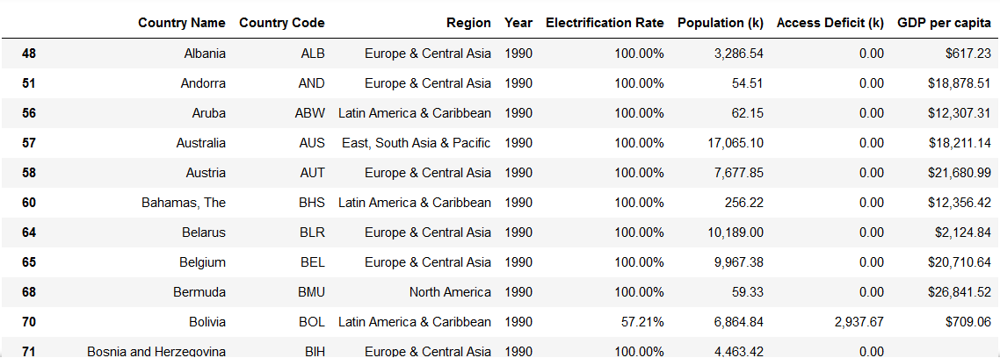 Country Name Country Code Region Year Electrification Rate Population (k) Access Deficit (k) GDP per capita
48 Albania ALB Europe & Central Asia 1990 100.00% 3,286.54 0.00 $617.23
51 Andorra AND Europe & Central Asia 1990 100.00% 54.51 0.00 $18,878.51
56 Aruba ABW Latin America & Caribbean 1990 100.00% 62.15 0.00 $12,307.31
57 Australia AUS East, South Asia & Pacific 1990 100.00% 17,065.10 0.00 $18,211.14
58 Austria AUT Europe & Central Asia 1990 100.00% 7,677.85 0.00 $21,680.99
60 Bahamas, The BHS Latin America & Caribbean 1990 100.00% 256.22 0.00 $12,356.42
64 Belarus BLR Europe & Central Asia 1990 100.00% 10,189.00 0.00 $2,124.84
65 Belgium BEL Europe & Central Asia 1990 100.00% 9,967.38 0.00 $20,710.64
68 Bermuda BMU North America 1990 100.00% 59.33 0.00 $26,841.52
70 Bolivia BOL Latin America & Caribbean 1990 57.21% 6,864.84 2,937.67 $709.06
71 Bosnia and Herzegovina BIH Europe & Central Asia 1990 100.00% 4,463.42 0.00